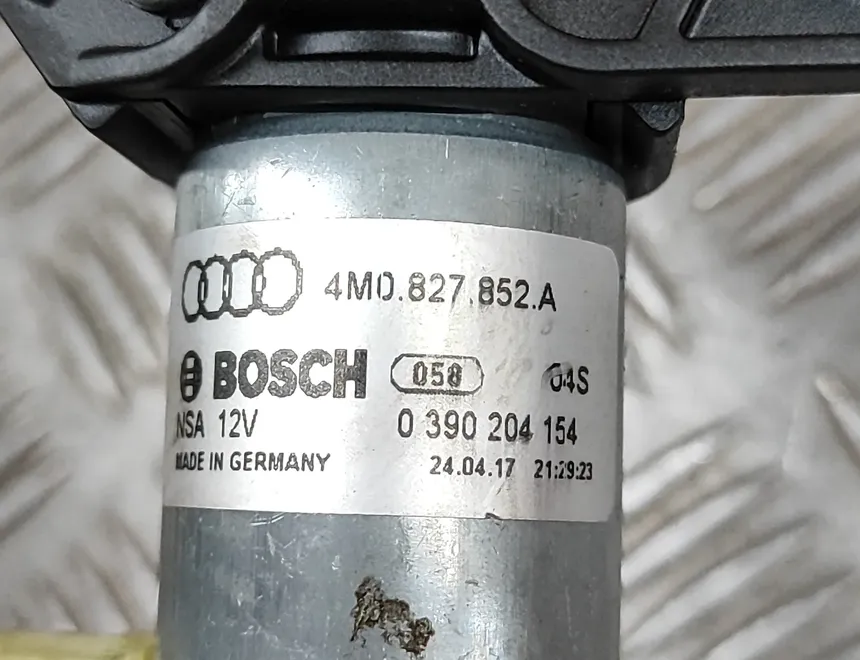 4M0.827.852.A
BOSCH 058 04S
NSA 12V 0 390 204 154
MADE IN GERMANY 24.04.17 21:29:23